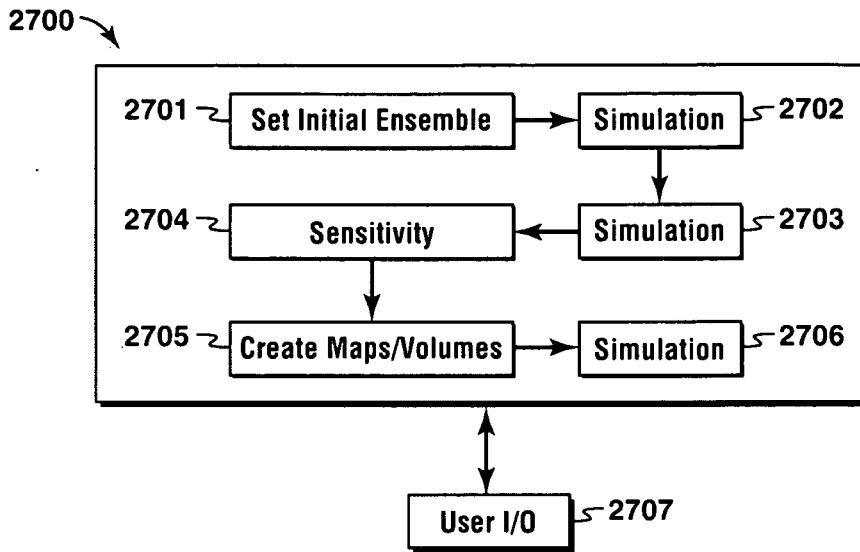 2700
2701 Set Initial Ensemble Simulation 2702
2704 Sensitivity Simulation 2703
2705 Create Maps/Volumes Simulation 2706
User I/O 2707